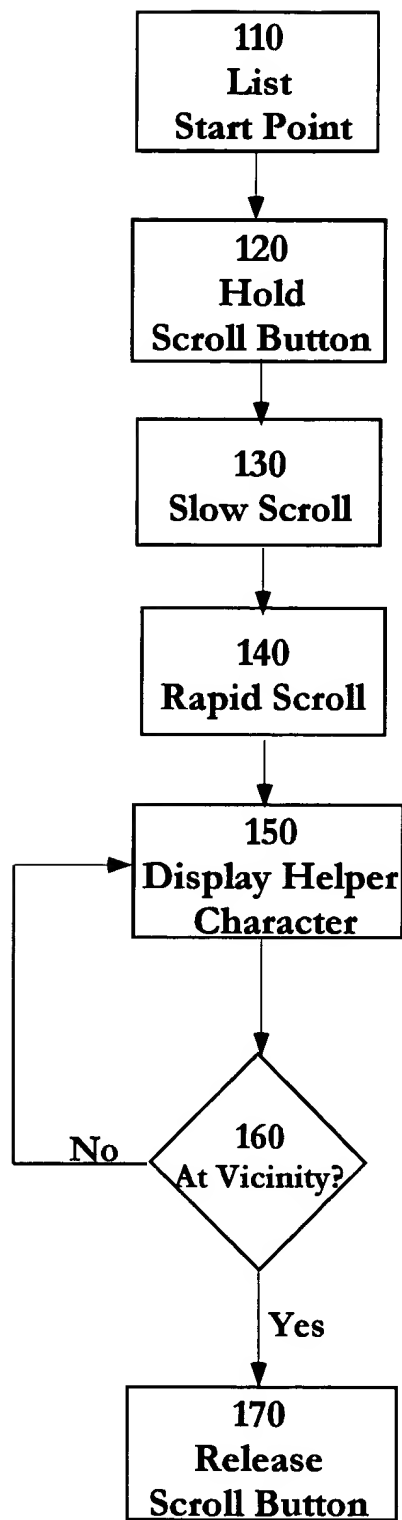 110
List
Start Point
120
Hold
Scroll Button
130
Slow Scroll
140
Rapid Scroll
150
Display Helper
Character
160
At Vicinity?
No
Yes
170
Release
Scroll Button